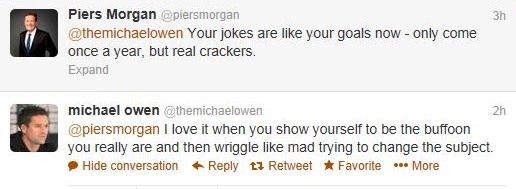 Piers Morgan @piersmorgan 3h
@themichaelowen Your jokes are like your goals now - only come
once a year, but real crackers.
Expand
michael owen @themichaelowen 2h
@piersmorgan I love it when you show yourself to be the buffoon
you really are and then wriggle like mad trying to change the subject.
Hide conversation Reply Retweet Favorite More